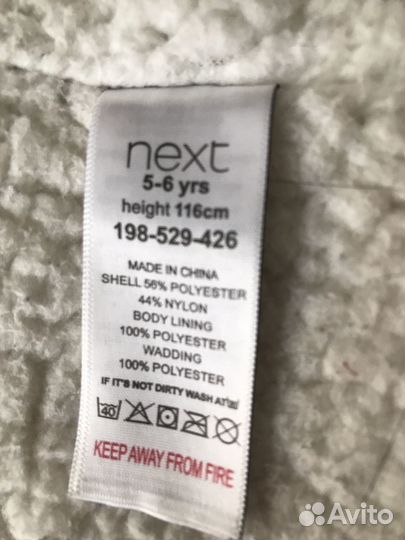 next
5-6 yrs
height 116cm
198-529-426
MADE IN CHINA
SHELL 56% POLYESTER
44% NYLON
BODY LINING
100% POLYESTER
WADDING
100% POLYESTER
IF IT'S NOT DIRTY WASH AT
40
KEEP AWAY FROM FIRE
Avito